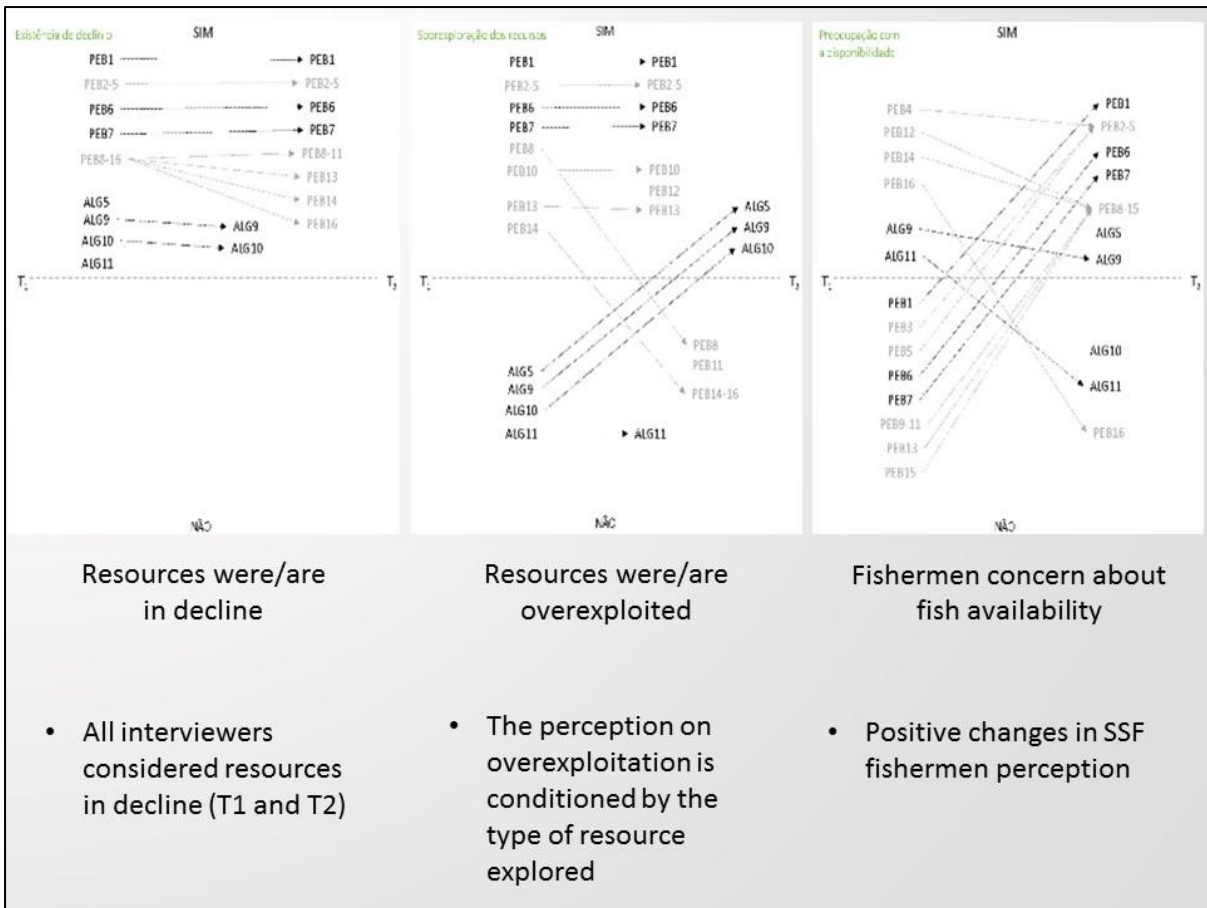 Existência de declínio
SIM
PEB1
PEB1
PEB2-5
PEB2-5
PEB6
PEB6
PEB7
PEB7
PEB8-16
PEB8-11
PEB13
PEB14
PEB16
ALG5
ALG9
ALG9
ALG10
ALG10
ALG11
T1
T2
NÃO
Sobrexploração dos recursos
SIM
PEB1
PEB1
PEB2-5
PEB2-5
PEB6
PEB6
PEB7
PEB7
PEB8
PEB10
PEB10
PEB12
PEB13
PEB13
PEB14
ALG5
ALG9
ALG10
T1
T2
PEB8
PEB11
PEB14-16
ALG5
ALG9
ALG10
ALG11
ALG11
NÃO
Preocupação com
a disponibilidade
SIM
PEB4
PEB1
PEB12
PEB2-5
PEB14
PEB6
PEB16
PEB7
PEB8-15
ALG9
ALG5
ALG11
ALG9
T1
T2
PEB1
PEB3
PEB5
ALG10
PEB6
ALG11
PEB7
PEB9-11
PEB16
PEB13
PEB15
NÃO
Resources were/are
in decline
Resources were/are
overexploited
Fishermen concern about
fish availability
• All interviewers
considered resources
in decline (T1 and T2)
• The perception on
overexploitation is
conditioned by the
type of resource
explored
• Positive changes in SSF
fishermen perception